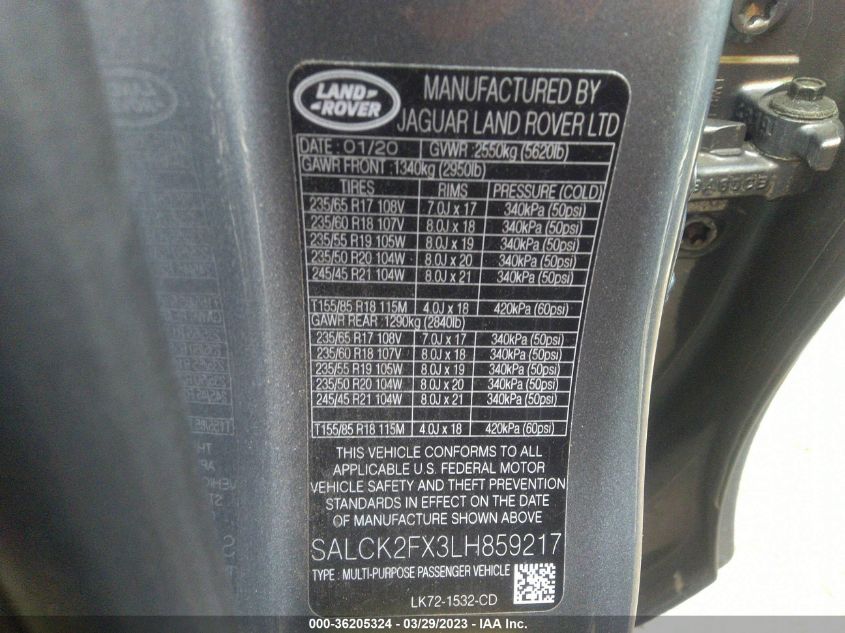 LAND
ROVER
MANUFACTURED BY
JAGUAR LAND ROVER LTD
DATE: 01/20 GVWR: 2550kg (5620lb)
GAWR FRONT: 1340kg (2950lb)
TIRES RIMS PRESSURE (COLD)
235/65 R17 108V 7.0J x 17 340kPa (50psi)
235/60 R18 107V 8.0J x 18 340kPa (50psi)
235/55 R19 105W 8.0J x 19 340kPa (50psi)
235/50 R20 104W 8.0J x 20 340kPa (50psi)
245/45 R21 104W 8.0J x 21 340kPa (50psi)
T155/85 R18 115M 4.0J x 18 420kPa (60psi)
GAWR REAR: 1290kg (2840lb)
235/65 R17 108V 7.0J x 17 340kPa (50psi)
235/60 R18 107V 8.0J x 18 340kPa (50psi)
235/55 R19 105W 8.0J x 19 340kPa (50psi)
235/50 R20 104W 8.0J x 20 340kPa (50psi)
245/45 R21 104W 8.0J x 21 340kPa (50psi)
T155/85 R18 115M 4.0J x 18 420kPa (60psi)
THIS VEHICLE CONFORMS TO ALL
APPLICABLE U.S. FEDERAL MOTOR
VEHICLE SAFETY AND THEFT PREVENTION
STANDARDS IN EFFECT ON THE DATE
OF MANUFACTURE SHOWN ABOVE
SALCK2FX3LH859217
TYPE: MULTI-PURPOSE PASSENGER VEHICLE
LK72-1532-CD
000-36205324 - 03/29/2023 - IAA Inc.